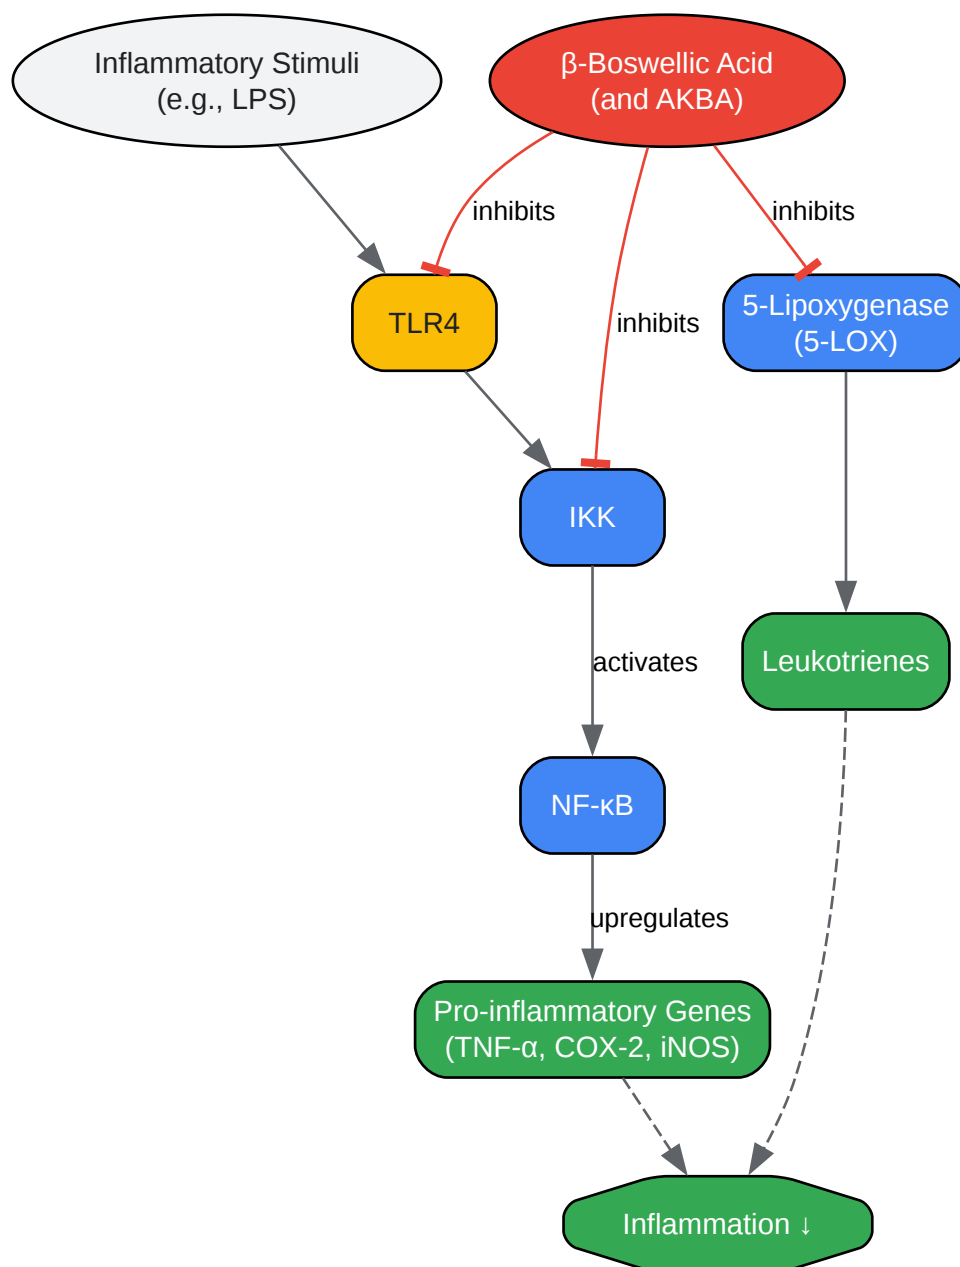 Inflammatory Stimuli
(e.g., LPS)
β-Boswellic Acid
(and AKBA)
inhibits
inhibits
TLR4
inhibits
5-Lipoxygenase
(5-LOX)
IKK
activates
Leukotrienes
NF-κB
upregulates
Pro-inflammatory Genes
(TNF-α, COX-2, iNOS)
Inflammation ↓